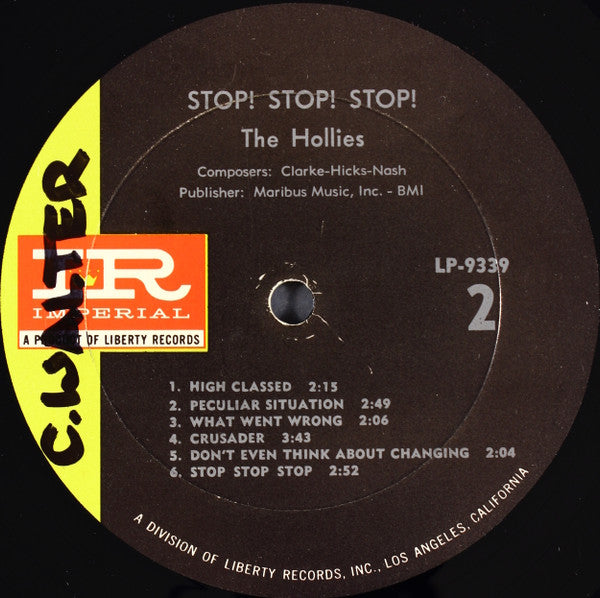 STOP! STOP! STOP!
The Hollies
Composers: Clarke-Hicks-Nash
Publisher: Maribus Music, Inc. - BMI
C.WALTER
IR
IMPERIAL
A PRODUCT OF LIBERTY RECORDS
LP-9339
2
1. HIGH CLASSED 2:15
2. PECULIAR SITUATION 2:49
3. WHAT WENT WRONG 2:06
4. CRUSADER 3:43
5. DON'T EVEN THINK ABOUT CHANGING 2:04
6. STOP STOP STOP 2:52
A DIVISION OF LIBERTY RECORDS, INC., LOS ANGELES, CALIFORNIA